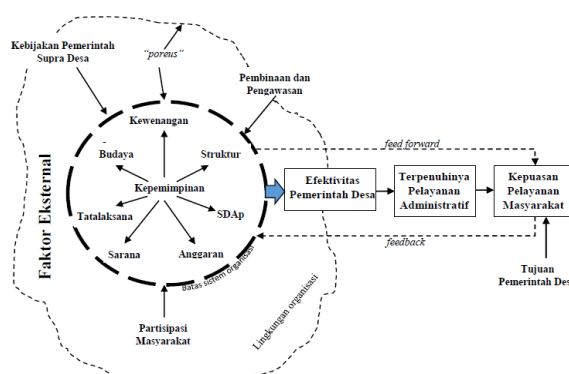 Kebijakan Pemerintah
Supra Desa
“poreus”
Pembinaan dan
Pengawasan
Kewenangan
Budaya
Struktur
Kepemimpinan
Tatalaksana
SDAp
Sarana
Anggaran
Batas sistem organisasi
Faktor Eksternal
Partisipasi
Masyarakat
Lingkungan organisasi
feed forward
Efektivitas
Pemerintah Desa
Terpenuhinya
Pelayanan
Administratif
Kepuasan
Pelayanan
Masyarakat
feedback
Tujuan
Pemerintah Des